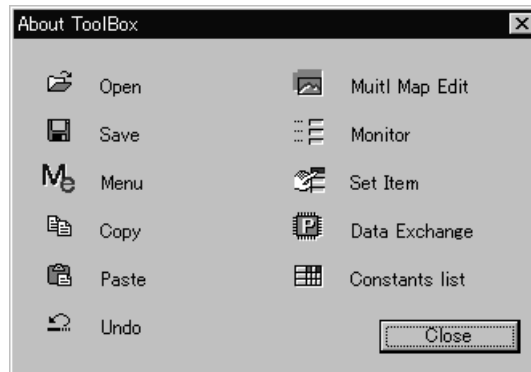 About ToolBox
Open
Save
Me Menu
Copy
Paste
Undo
Muitl Map Edit
Monitor
Set Item
P Data Exchange
Constants list
Close